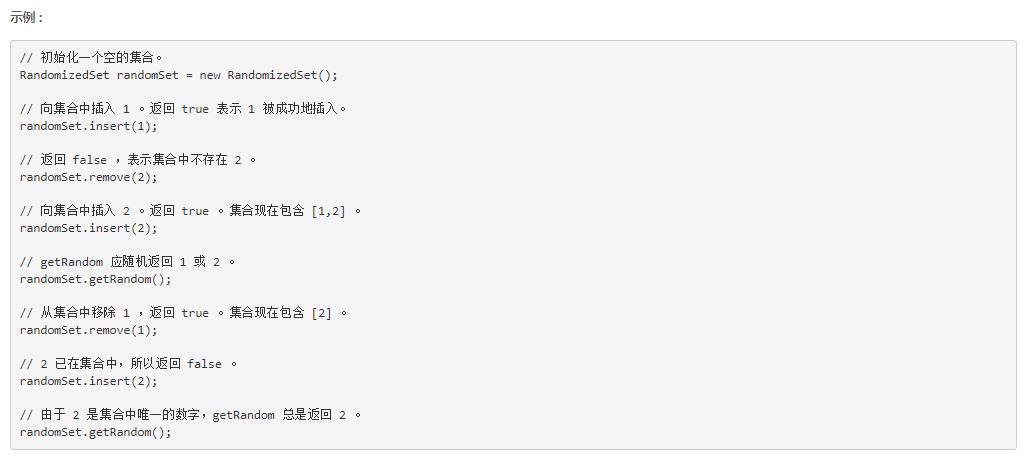 示例 :
// 初始化一个空的集合。
RandomizedSet randomSet = new RandomizedSet();
// 向集合中插入 1 。返回 true 表示 1 被成功地插入。
randomSet.insert(1);
// 返回 false ，表示集合中不存在 2 。
randomSet.remove(2);
// 向集合中插入 2 。返回 true 。集合现在包含 [1,2] 。
randomSet.insert(2);
// getRandom 应随机返回 1 或 2 。
randomSet.getRandom();
// 从集合中移除 1 ，返回 true 。集合现在包含 [2] 。
randomSet.remove(1);
// 2 已在集合中，所以返回 false 。
randomSet.insert(2);
// 由于 2 是集合中唯一的数字，getRandom 总是返回 2 。
randomSet.getRandom();